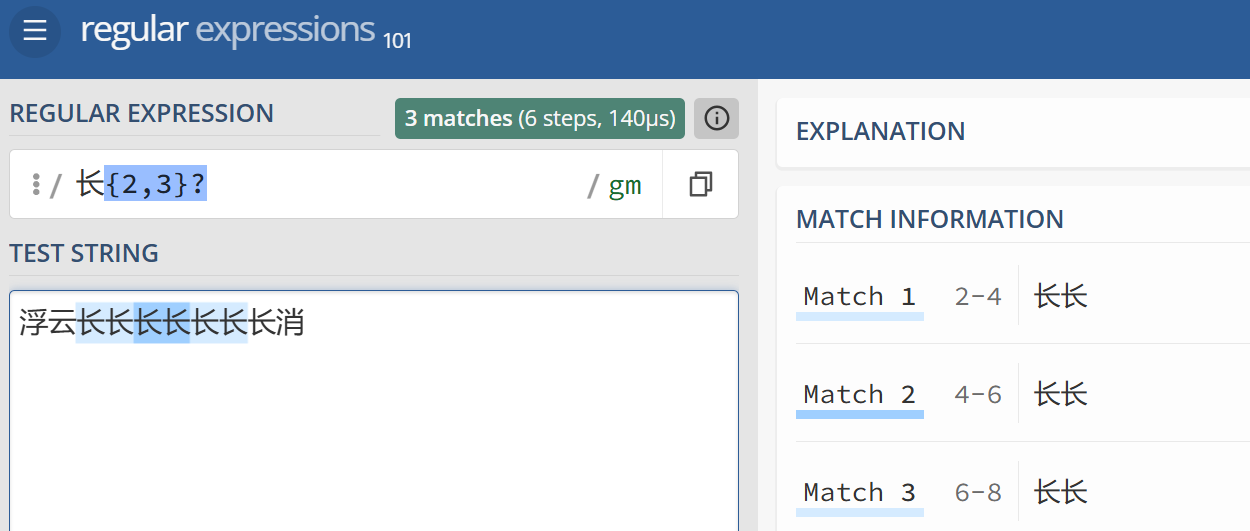 regular expressions 101
REGULAR EXPRESSION
3 matches (6 steps, 140μs)
/ 长{2,3}? / gm
TEST STRING
浮云长长长长长长长消
EXPLANATION
MATCH INFORMATION
Match 1 2-4 长长
Match 2 4-6 长长
Match 3 6-8 长长